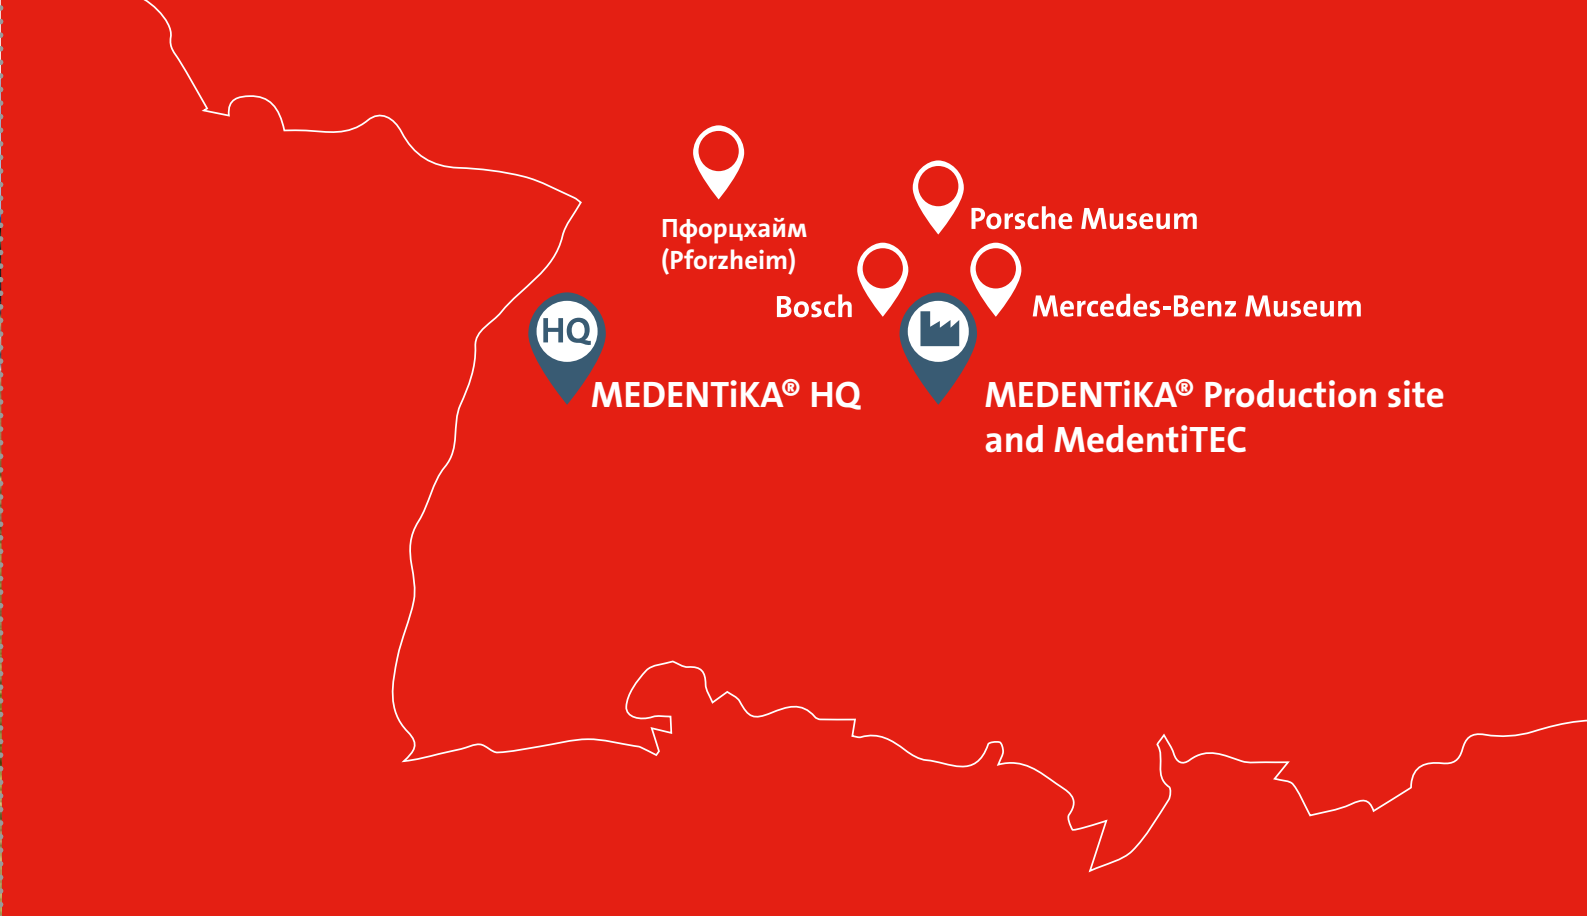 Пфорцхайм
(Pforzheim)
Porsche Museum
Bosch
Mercedes-Benz Museum
HQ
MEDENTiKA® HQ
MEDENTiKA® Production site
and MedentiTEC